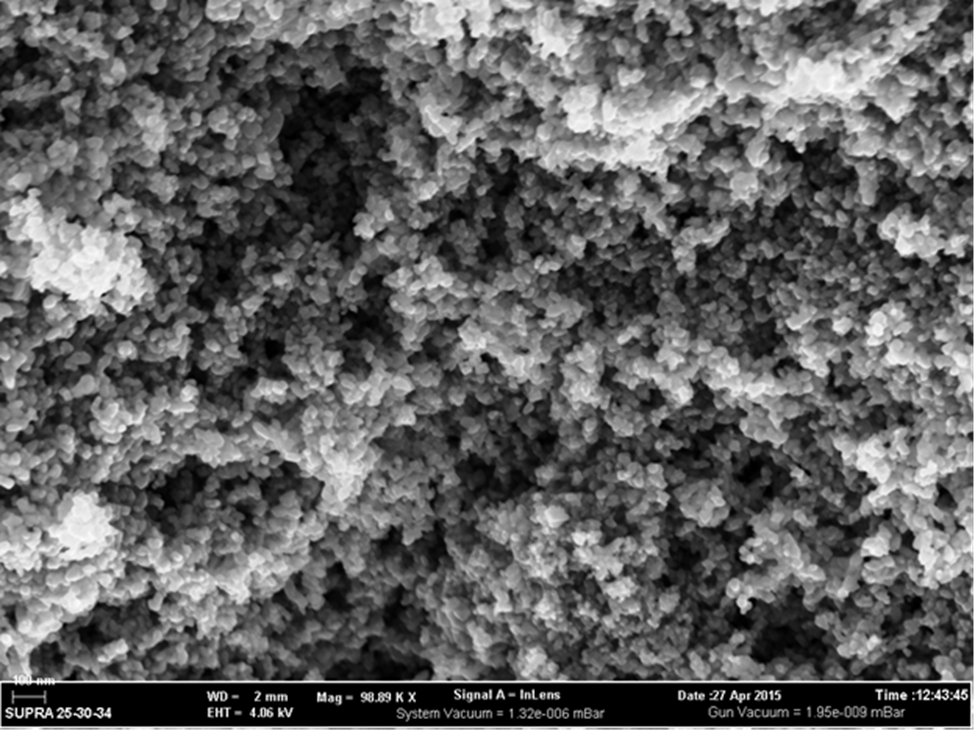 100 nm
WD = 2 mm Mag = 98.89 K X Signal A = InLens Date :27 Apr 2015 Time :12:43:45
SUPRA 25-30-34 EHT = 4.06 kV System Vacuum = 1.32e-006 mBar Gun Vacuum = 1.95e-009 mBar